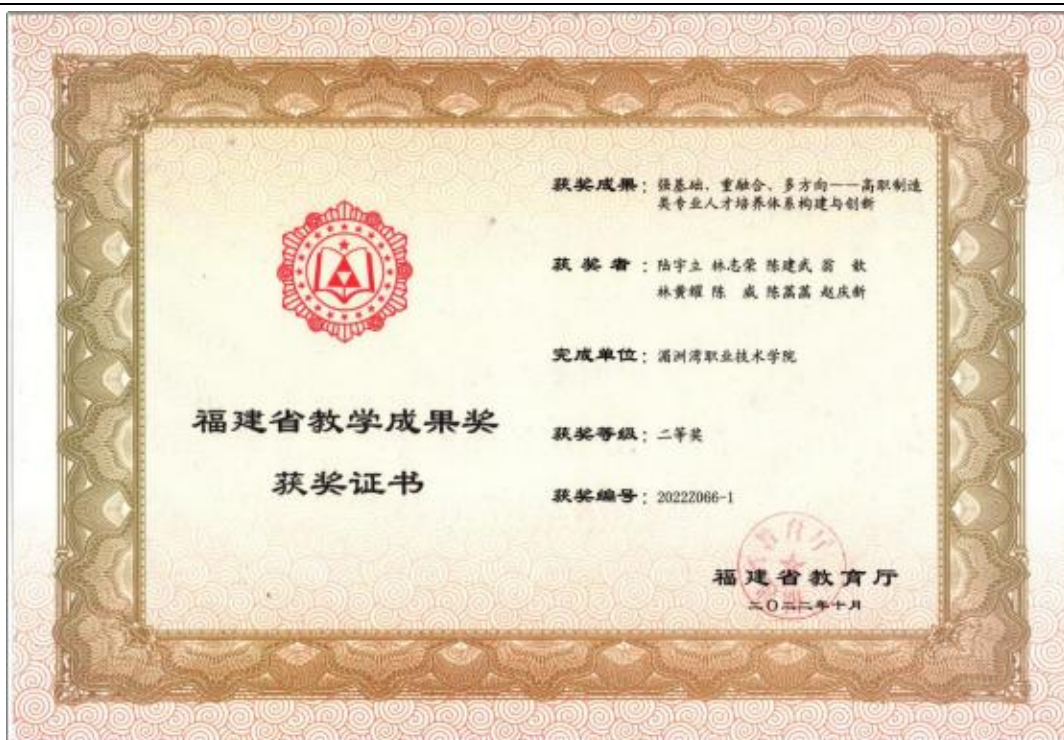 福建省教学成果奖
获奖证书
获奖成果：强基础、重融合、多方向——高职制造
类专业人才培养体系构建与创新
获 奖 者：陆宇立 林志荣 陈建武 翁 钦
林黄耀 陈 威 陈蕊蕊 赵庆新
完成单位：湄洲湾职业技术学院
获奖等级：二等奖
获奖编号：2022Z066-1
福建省教育厅
二〇二二年十月